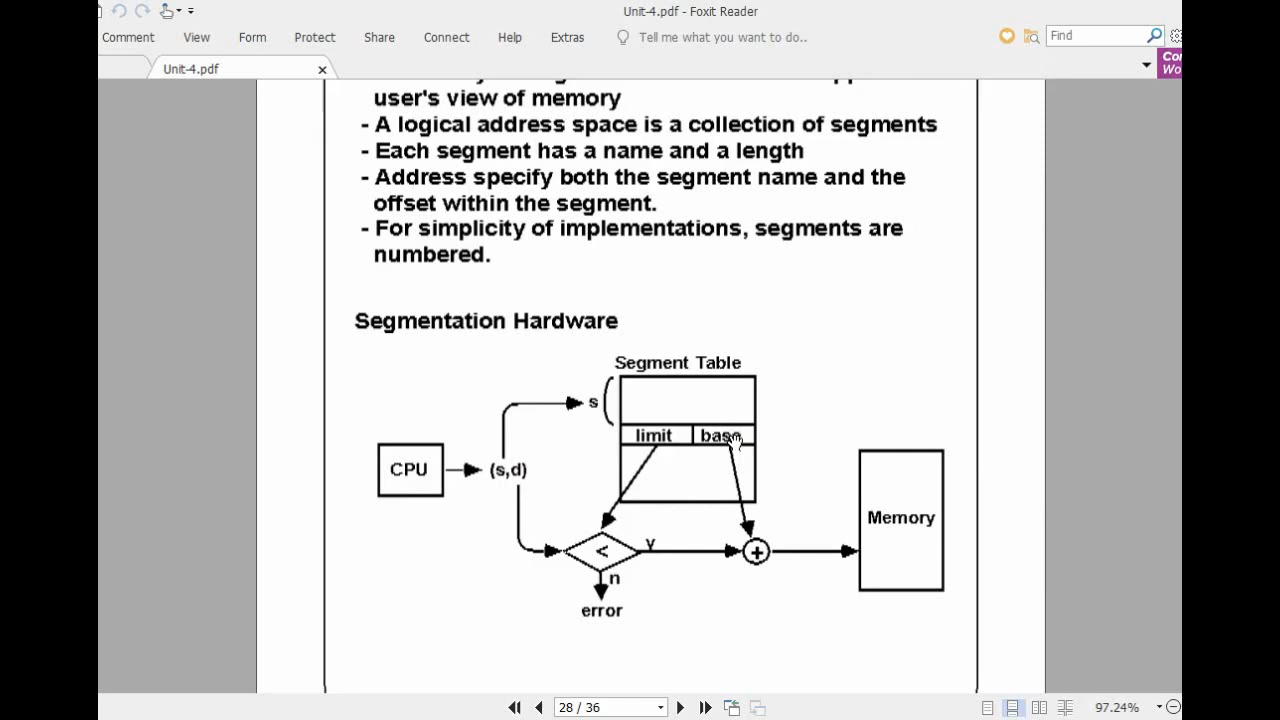 Unit-4.pdf - Foxit Reader
Comment View Form Protect Share Connect Help Extras Tell me what you want to do.. Find
Unit-4.pdf
user's view of memory
- A logical address space is a collection of segments
- Each segment has a name and a length
- Address specify both the segment name and the
offset within the segment.
- For simplicity of implementations, segments are
numbered.
Segmentation Hardware
Segment Table
s
limit base
CPU (s,d)
Memory
< y +
n
error
28 / 36 97.24%